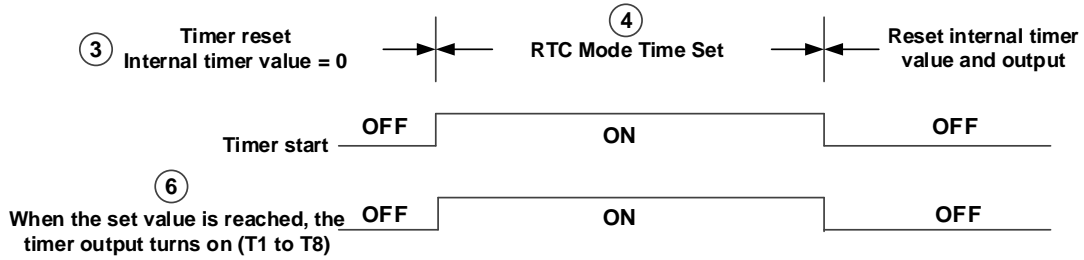 3
Timer reset
Internal timer value = 0
4
RTC Mode Time Set
Reset internal timer
value and output
Timer start
OFF
ON
OFF
6
When the set value is reached, the
timer output turns on (T1 to T8)
OFF
ON
OFF